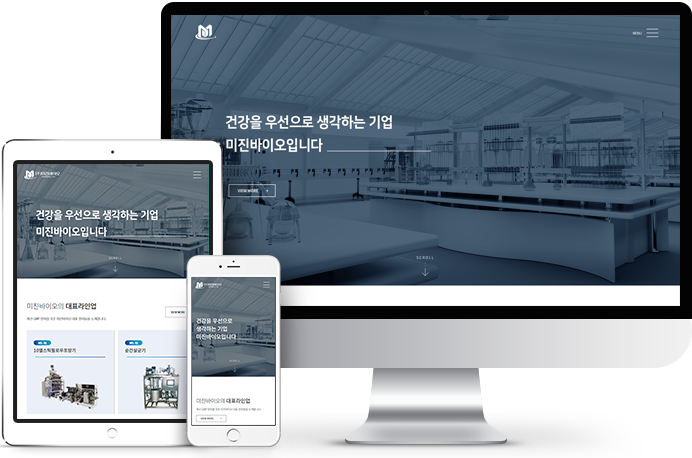 MENU
건강을 우선으로 생각하는 기업
미진바이오입니다
VIEW MORE +
SCROLL
건강을 우선으로 생각하는 기업
미진바이오입니다
SCROLL
미진바이오의 대표라인업
VIEW MORE
10열스틱필로우포장기
순간살균기
건강을 우선으로
생각하는 기업
미진바이오입니다
SCROLL
미진바이오의 대표라인업
VIEW MORE +